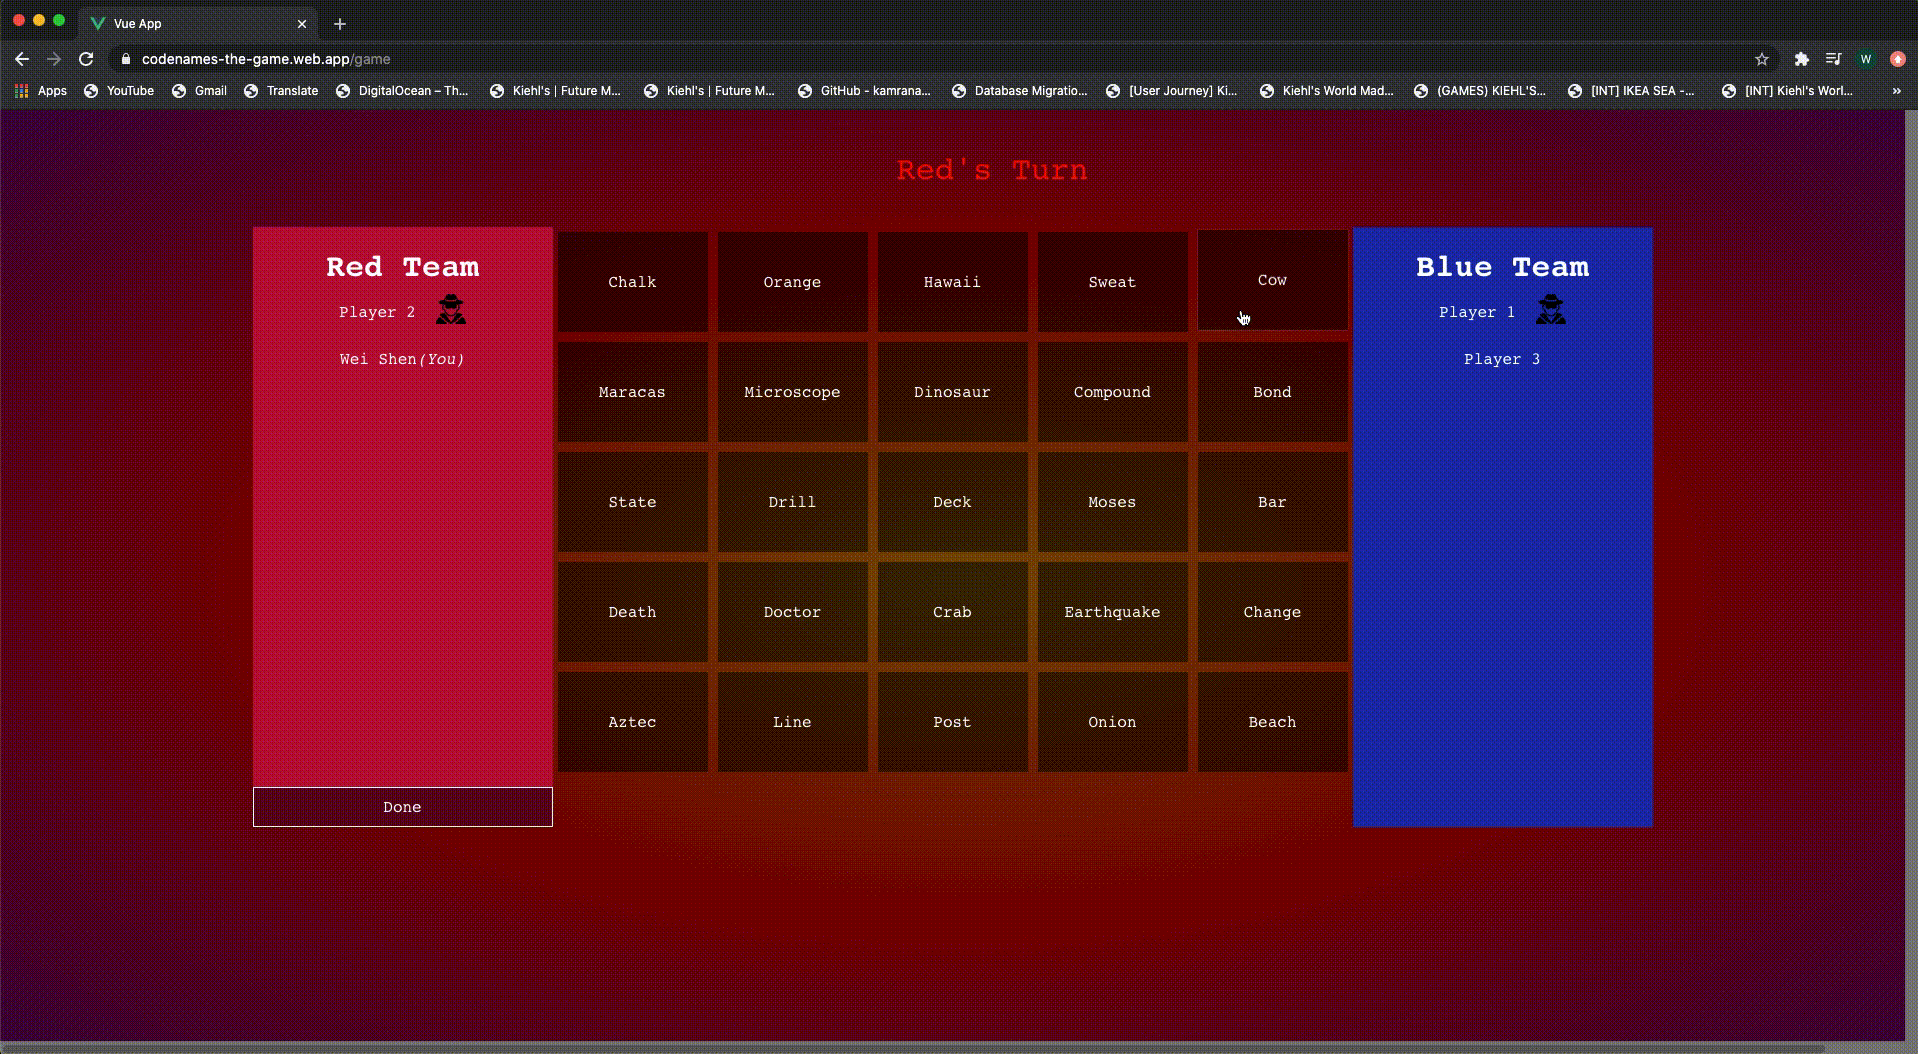 Vue App
codenames-the-game.web.app/game
W
Apps YouTube Gmail Translate DigitalOcean – Th... Kiehl's | Future M... Kiehl's | Future M... GitHub - kamrana... Database Migratio... [User Journey] Ki... Kiehl's World Mad... (GAMES) KIEHL'S... [INT] IKEA SEA -... [INT] Kiehl's Worl... »
Red's Turn
Red Team
Player 2
Wei Shen(You)
Done
Chalk Orange Hawaii Sweat Cow
Maracas Microscope Dinosaur Compound Bond
State Drill Deck Moses Bar
Death Doctor Crab Earthquake Change
Aztec Line Post Onion Beach
Blue Team
Player 1
Player 3